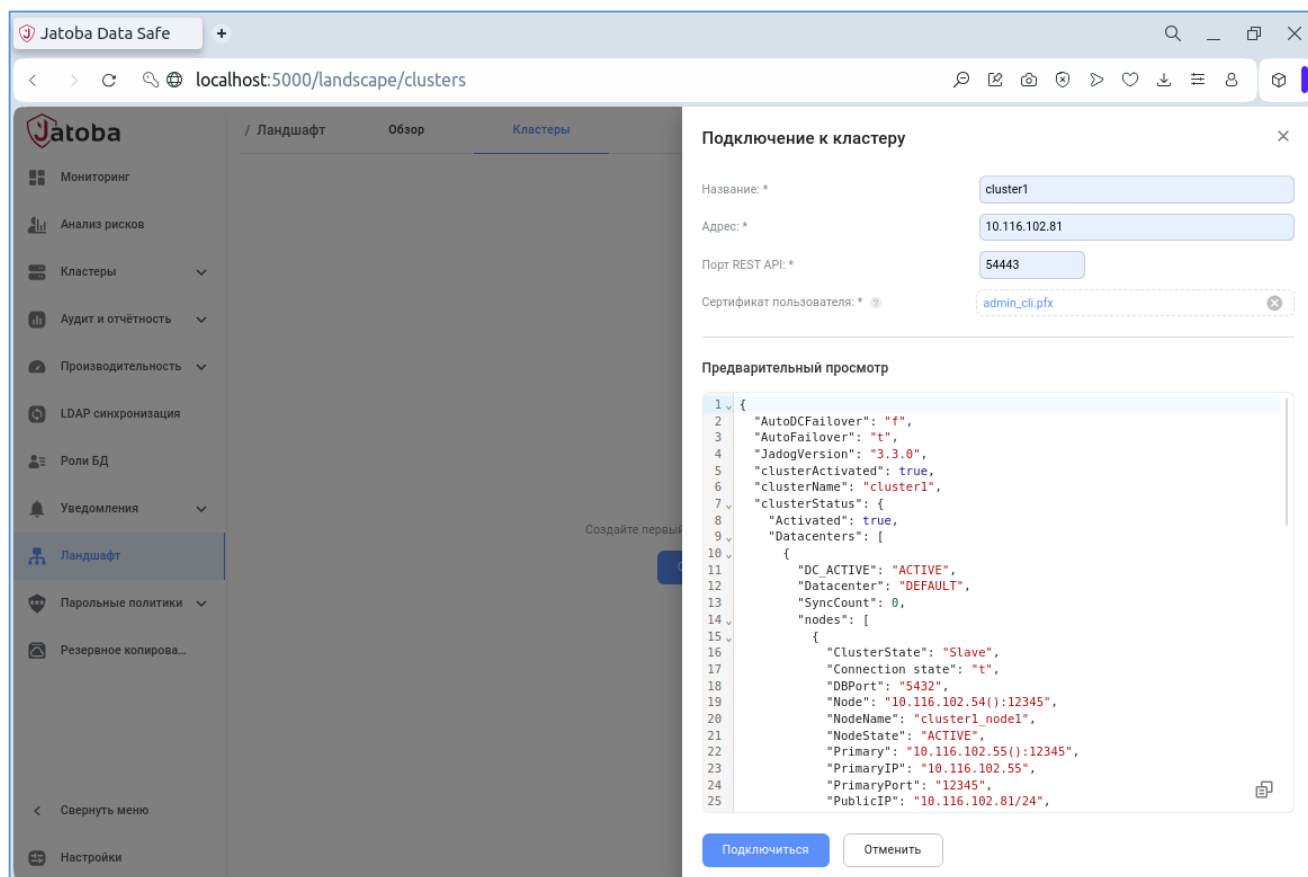 Jatoba Data Safe +
localhost:5000/landscape/clusters
Jatoba
/ Ландшафт Обзор Кластеры
Мониторинг
Анализ рисков
Кластеры
Аудит и отчётность
Производительность
LDAP синхронизация
Роли БД
Уведомления
Ландшафт
Парольные политики
Резервное копирова...
Свернуть меню
Настройки
Создайте первый
Подключение к кластеру
Название: * cluster1
Адрес: * 10.116.102.81
Порт REST API: * 54443
Сертификат пользователя: * ? admin_cli.pfx
Предварительный просмотр
1 {
2 "AutoDCFailover": "f",
3 "AutoFailover": "t",
4 "JadogVersion": "3.3.0",
5 "clusterActivated": true,
6 "clusterName": "cluster1",
7 "clusterStatus": {
8 "Activated": true,
9 "Datacenters": [
10 {
11 "DC_ACTIVE": "ACTIVE",
12 "Datacenter": "DEFAULT",
13 "SyncCount": 0,
14 "nodes": [
15 {
16 "ClusterState": "Slave",
17 "Connection state": "t",
18 "DBPort": "5432",
19 "Node": "10.116.102.54():12345",
20 "NodeName": "cluster1_node1",
21 "NodeState": "ACTIVE",
22 "Primary": "10.116.102.55():12345",
23 "PrimaryIP": "10.116.102.55",
24 "PrimaryPort": "12345",
25 "PublicIP": "10.116.102.81/24",
Подключиться Отменить